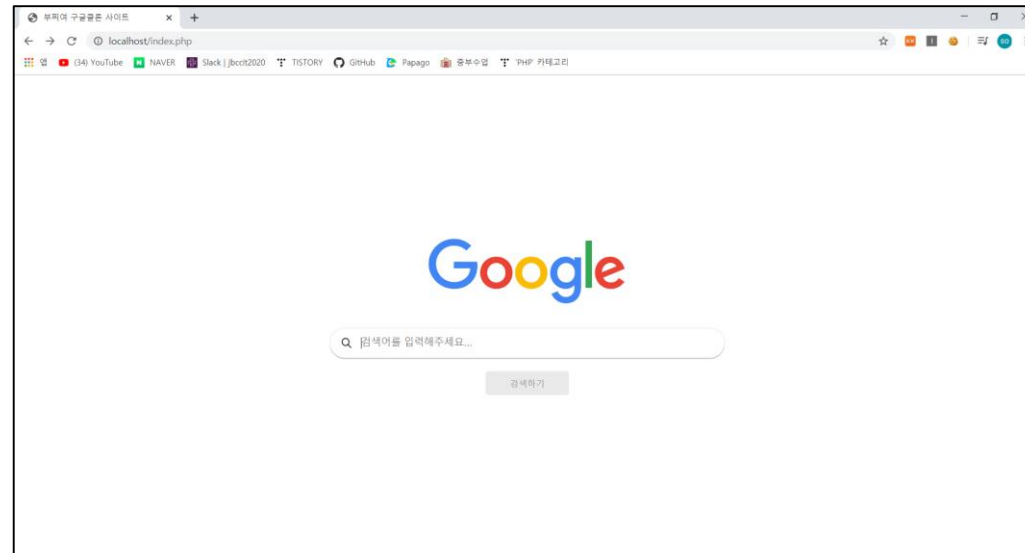 부찌여 구글클론 사이트
localhost/index.php
앱 (34) YouTube NAVER Slack | jbccit2020 TISTORY GitHub Papago 중부수업 'PHP' 카테고리
Google
검색어를 입력해주세요...
검색하기